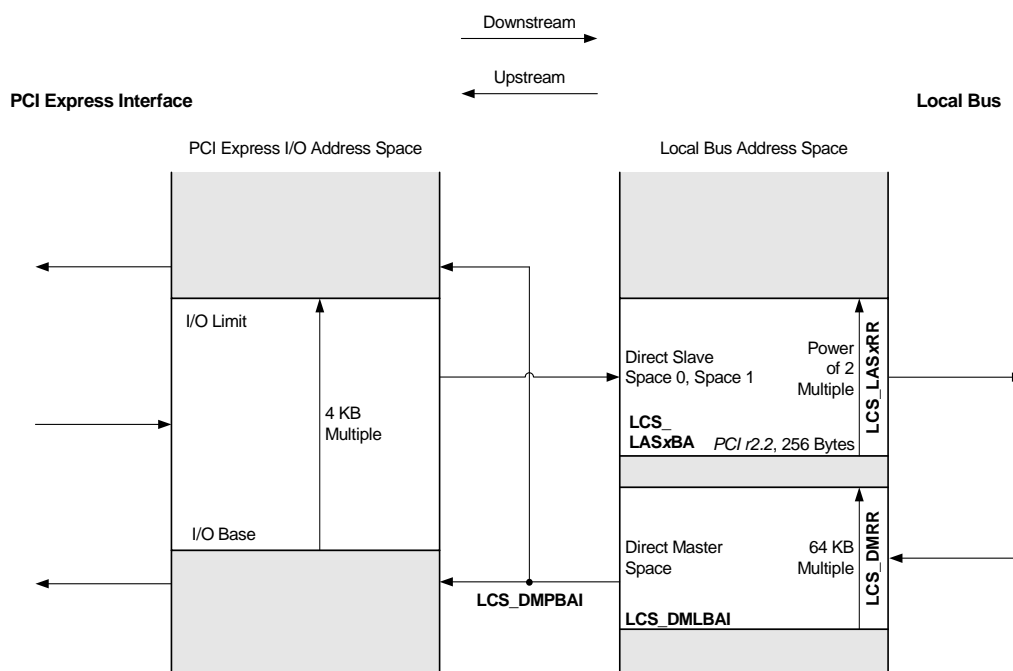 Downstream
Upstream
PCI Express Interface
Local Bus
PCI Express I/O Address Space
Local Bus Address Space
I/O Limit
4 KB
Multiple
I/O Base
Direct Slave
Space 0, Space 1
Power
of 2
Multiple
LCS_LASxRR
LCS_
LASxBA
PCI r2.2, 256 Bytes
Direct Master
Space
64 KB
Multiple
LCS_DMRR
LCS_DMPBAI
LCS_DMLBAI